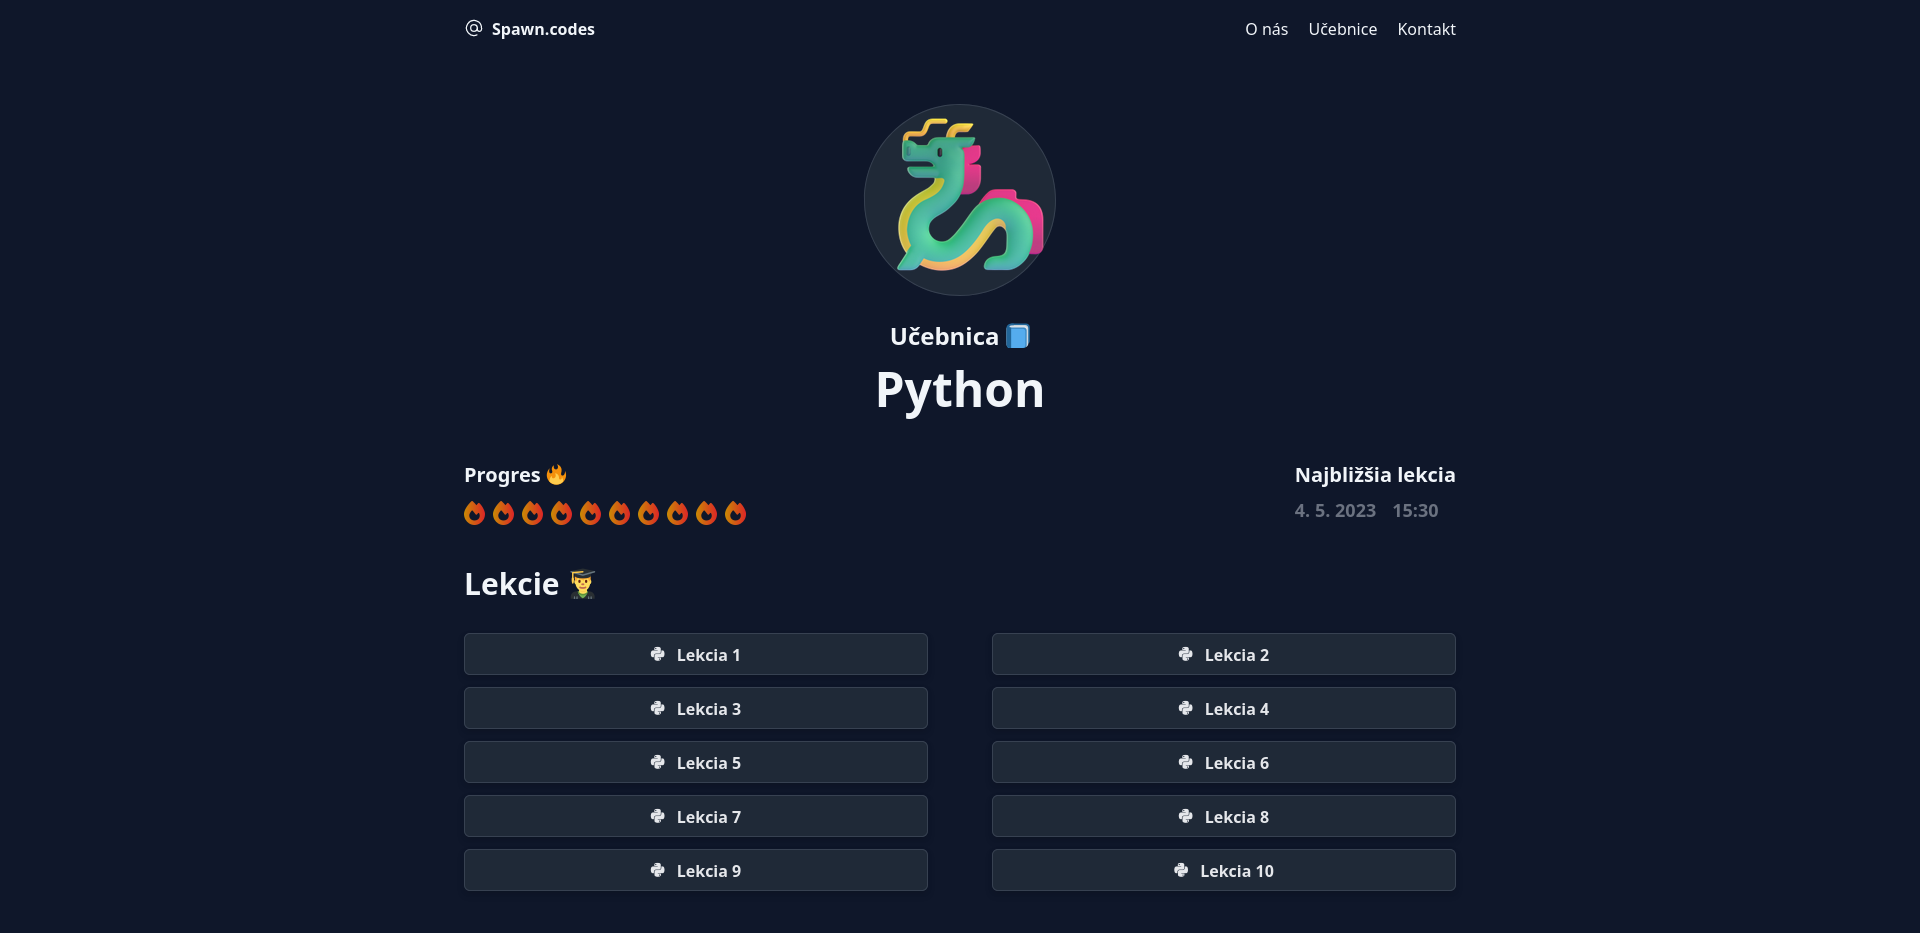 Spawn.codes
O nás Učebnice Kontakt
Učebnica
Python
Progres
Najbližšia lekcia
4. 5. 2023 15:30
Lekcie
Lekcia 1
Lekcia 2
Lekcia 3
Lekcia 4
Lekcia 5
Lekcia 6
Lekcia 7
Lekcia 8
Lekcia 9
Lekcia 10